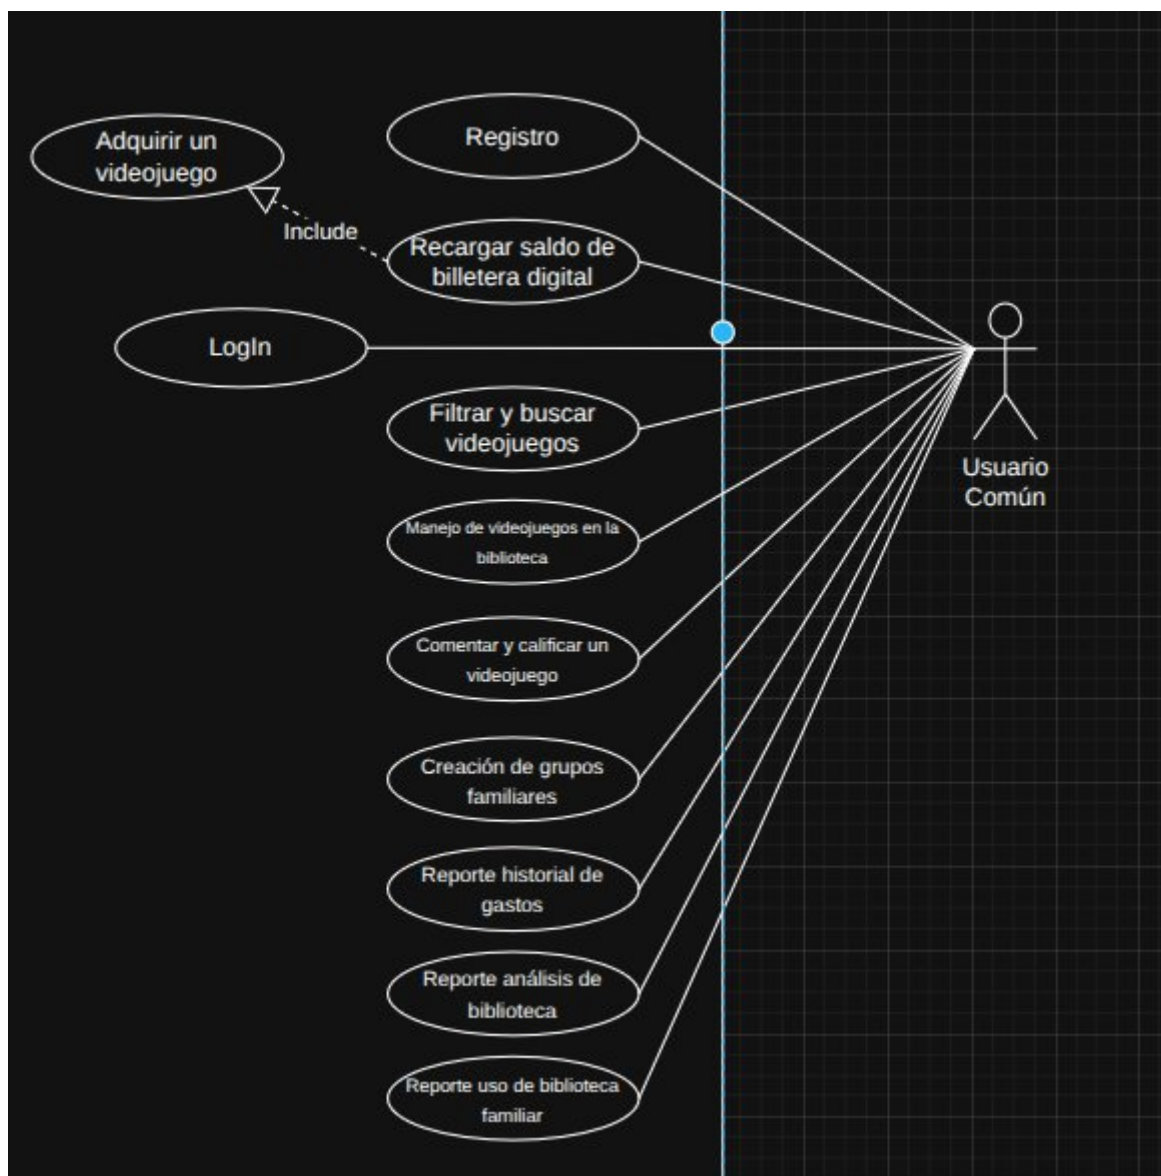 Adquirir un
videojuego
Registro
Include
Recargar saldo de
billetera digital
LogIn
Filtrar y buscar
videojuegos
Usuario
Común
Manejo de videojuegos en la
biblioteca
Comentar y calificar un
videojuego
Creación de grupos
familiares
Reporte historial de
gastos
Reporte análisis de
biblioteca
Reporte uso de biblioteca
familiar